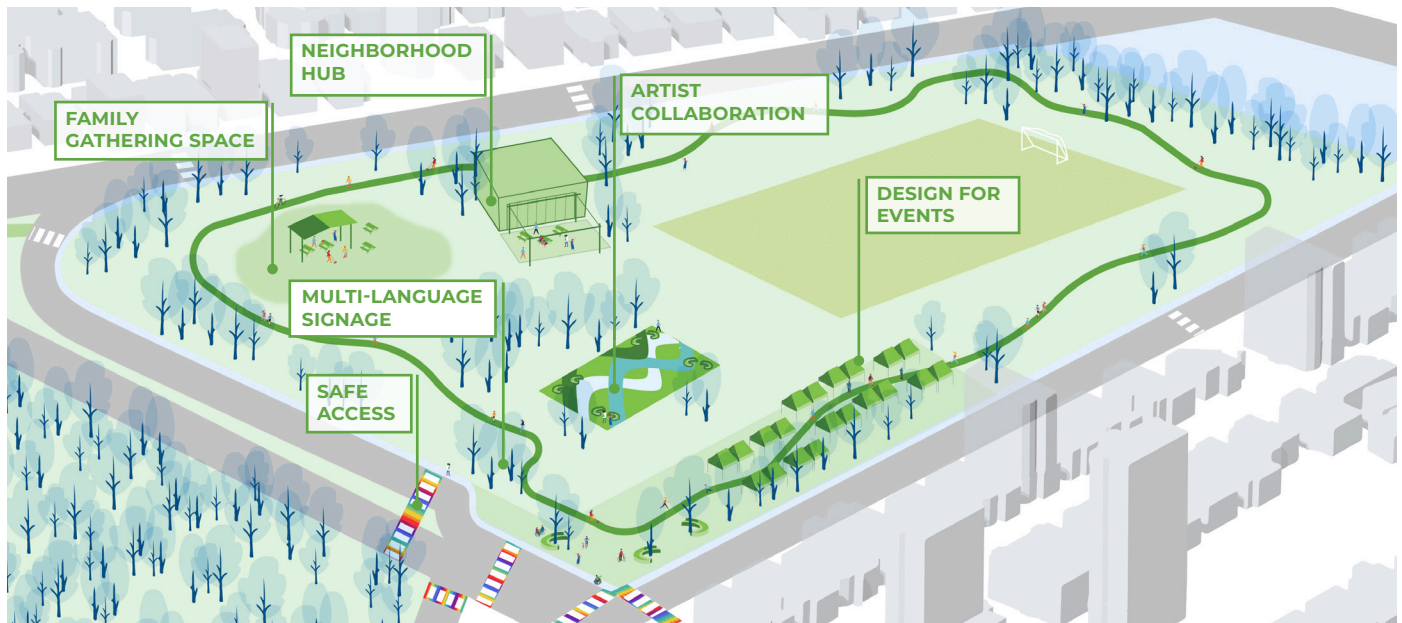 NEIGHBORHOOD
HUB
ARTIST
COLLABORATION
FAMILY
GATHERING SPACE
DESIGN FOR
EVENTS
MULTI-LANGUAGE
SIGNAGE
SAFE
ACCESS